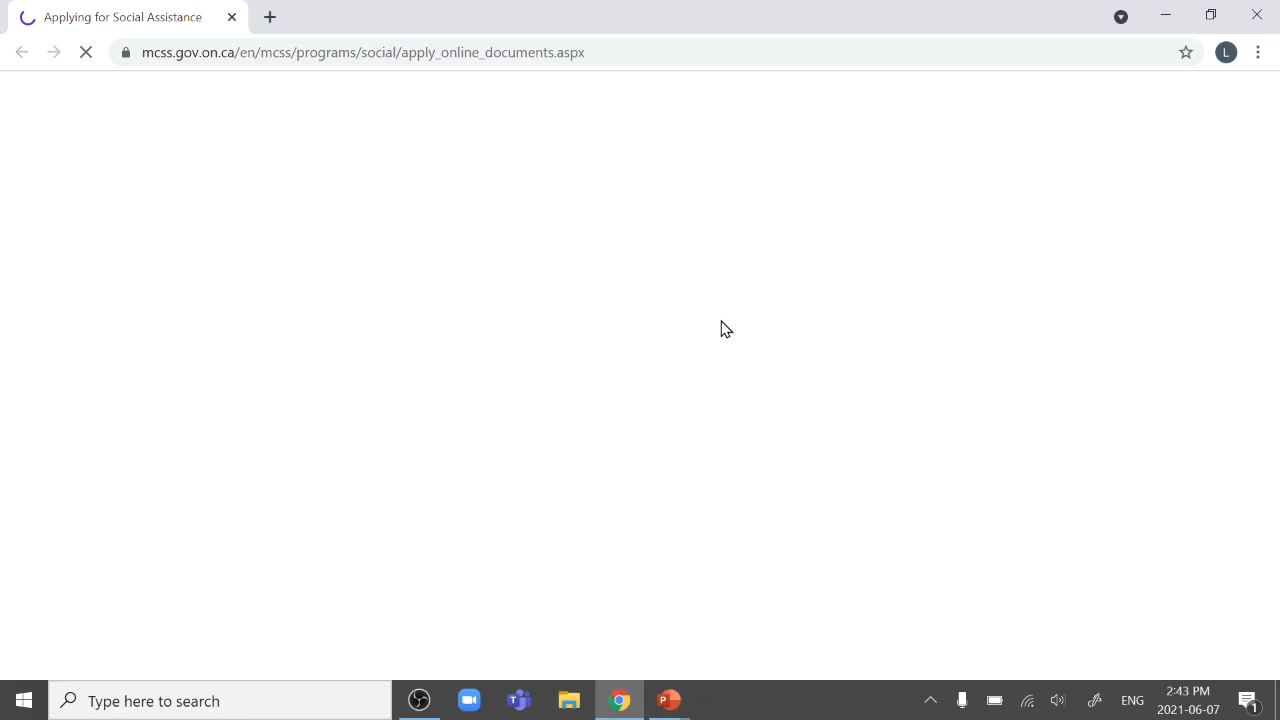 Applying for Social Assistance
mcss.gov.on.ca/en/mcss/programs/social/apply_online_documents.aspx
L
Type here to search
T
P
ENG
2:43 PM
2021-06-07
1